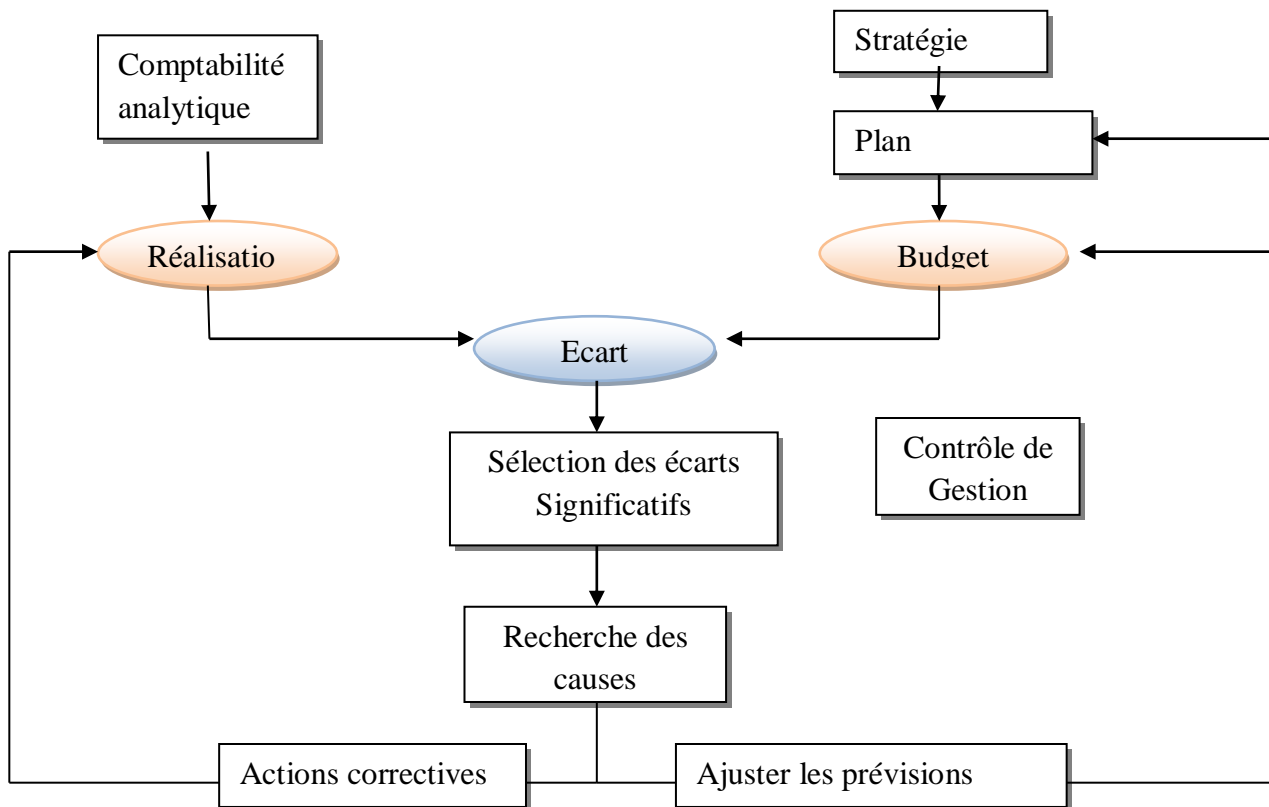 Comptabilité
analytique
Stratégie
Plan
Réalisatio
Budget
Ecart
Sélection des écarts
Significatifs
Contrôle de
Gestion
Recherche des
causes
Actions correctives
Ajuster les prévisions